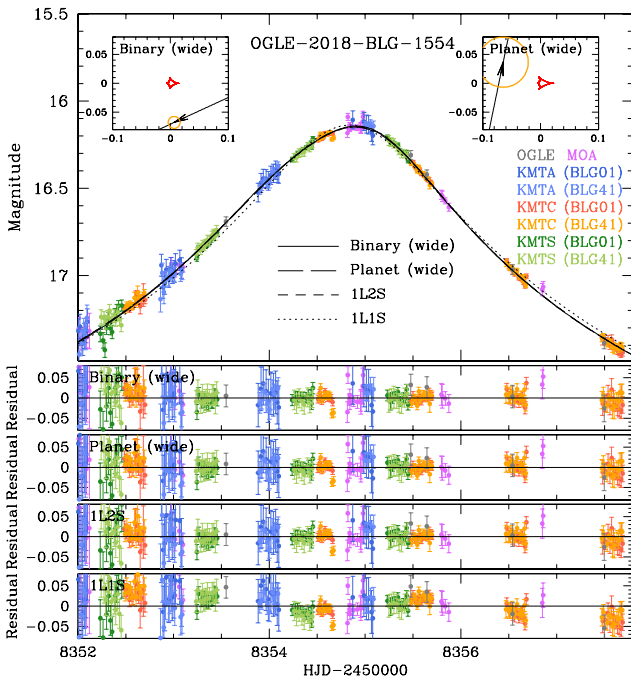 OGLE-2018-BLG-1554
15.5
16
16.5
17
Magnitude
Binary (wide)
0.05
0
−0.05
−0.1
0
0.1
Planet (wide)
0.05
0
−0.05
−0.1
0
0.1
OGLE MOA
KMTA (BLG01)
KMTA (BLG41)
KMTC (BLG01)
KMTC (BLG41)
KMTS (BLG01)
KMTS (BLG41)
Binary (wide)
Planet (wide)
1L2S
1L1S
Residual
0.05
0
−0.05
Binary (wide)
Residual
0.05
0
−0.05
Planet (wide)
Residual
0.05
0
−0.05
1L2S
Residual
0.05
0
−0.05
1L1S
8352
8354
8356
HJD-2450000